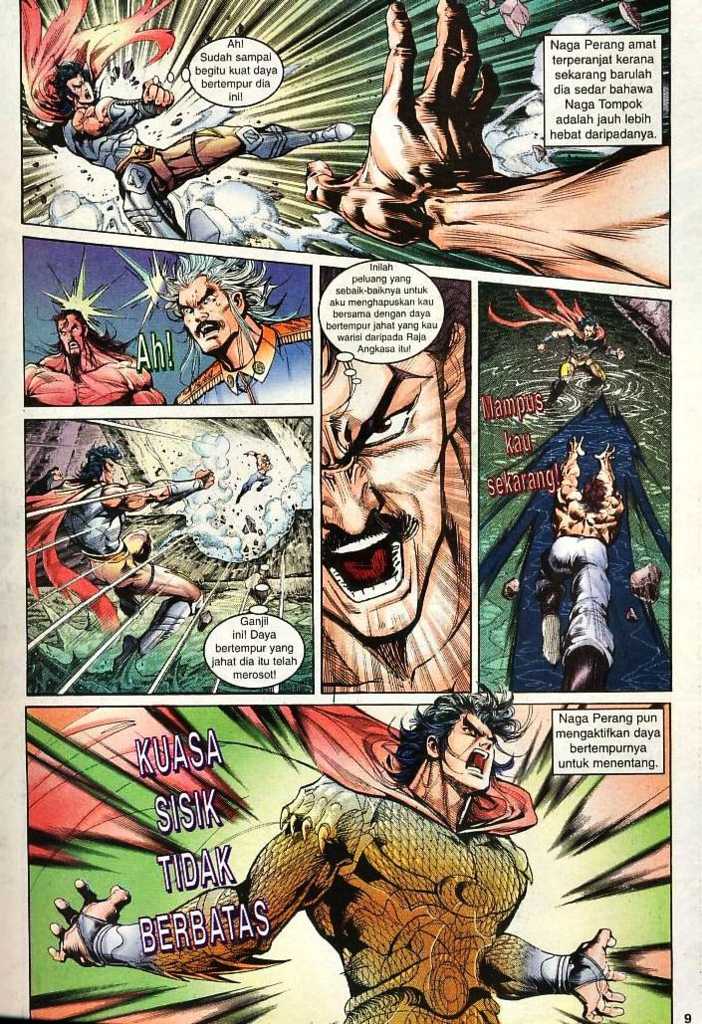 Ah!
Sudah sampai
begitu kuat daya
bertempur dia
ini!
Naga Perang amat
terperanjat kerana
sekarang barulah
dia sedar bahawa
Naga Tompok
adalah jauh lebih
hebat daripadanya.
Ah!
Inilah
peluang yang
sebaik-baiknya untuk
aku menghapuskan kau
bersama dengan daya
bertempur jahat yang kau
warisi daripada Raja
Angkasa itu!
Mampus
kau
sekarang!
Ganjil
ini! Daya
bertempur yang
jahat dia itu telah
merosot!
Naga Perang pun
mengaktifkan daya
bertempurnya
untuk menentang.
KUASA
SISIK
TIDAK
BERBATAS
9